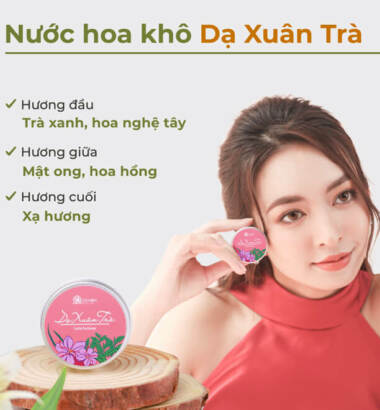 Nước hoa khô Dạ Xuân Trà
Hương đầu
Trà xanh, hoa nghệ tây
Hương giữa
Mật ong, hoa hồng
Hương cuối
Xạ hương
Dạ Xuân Trà